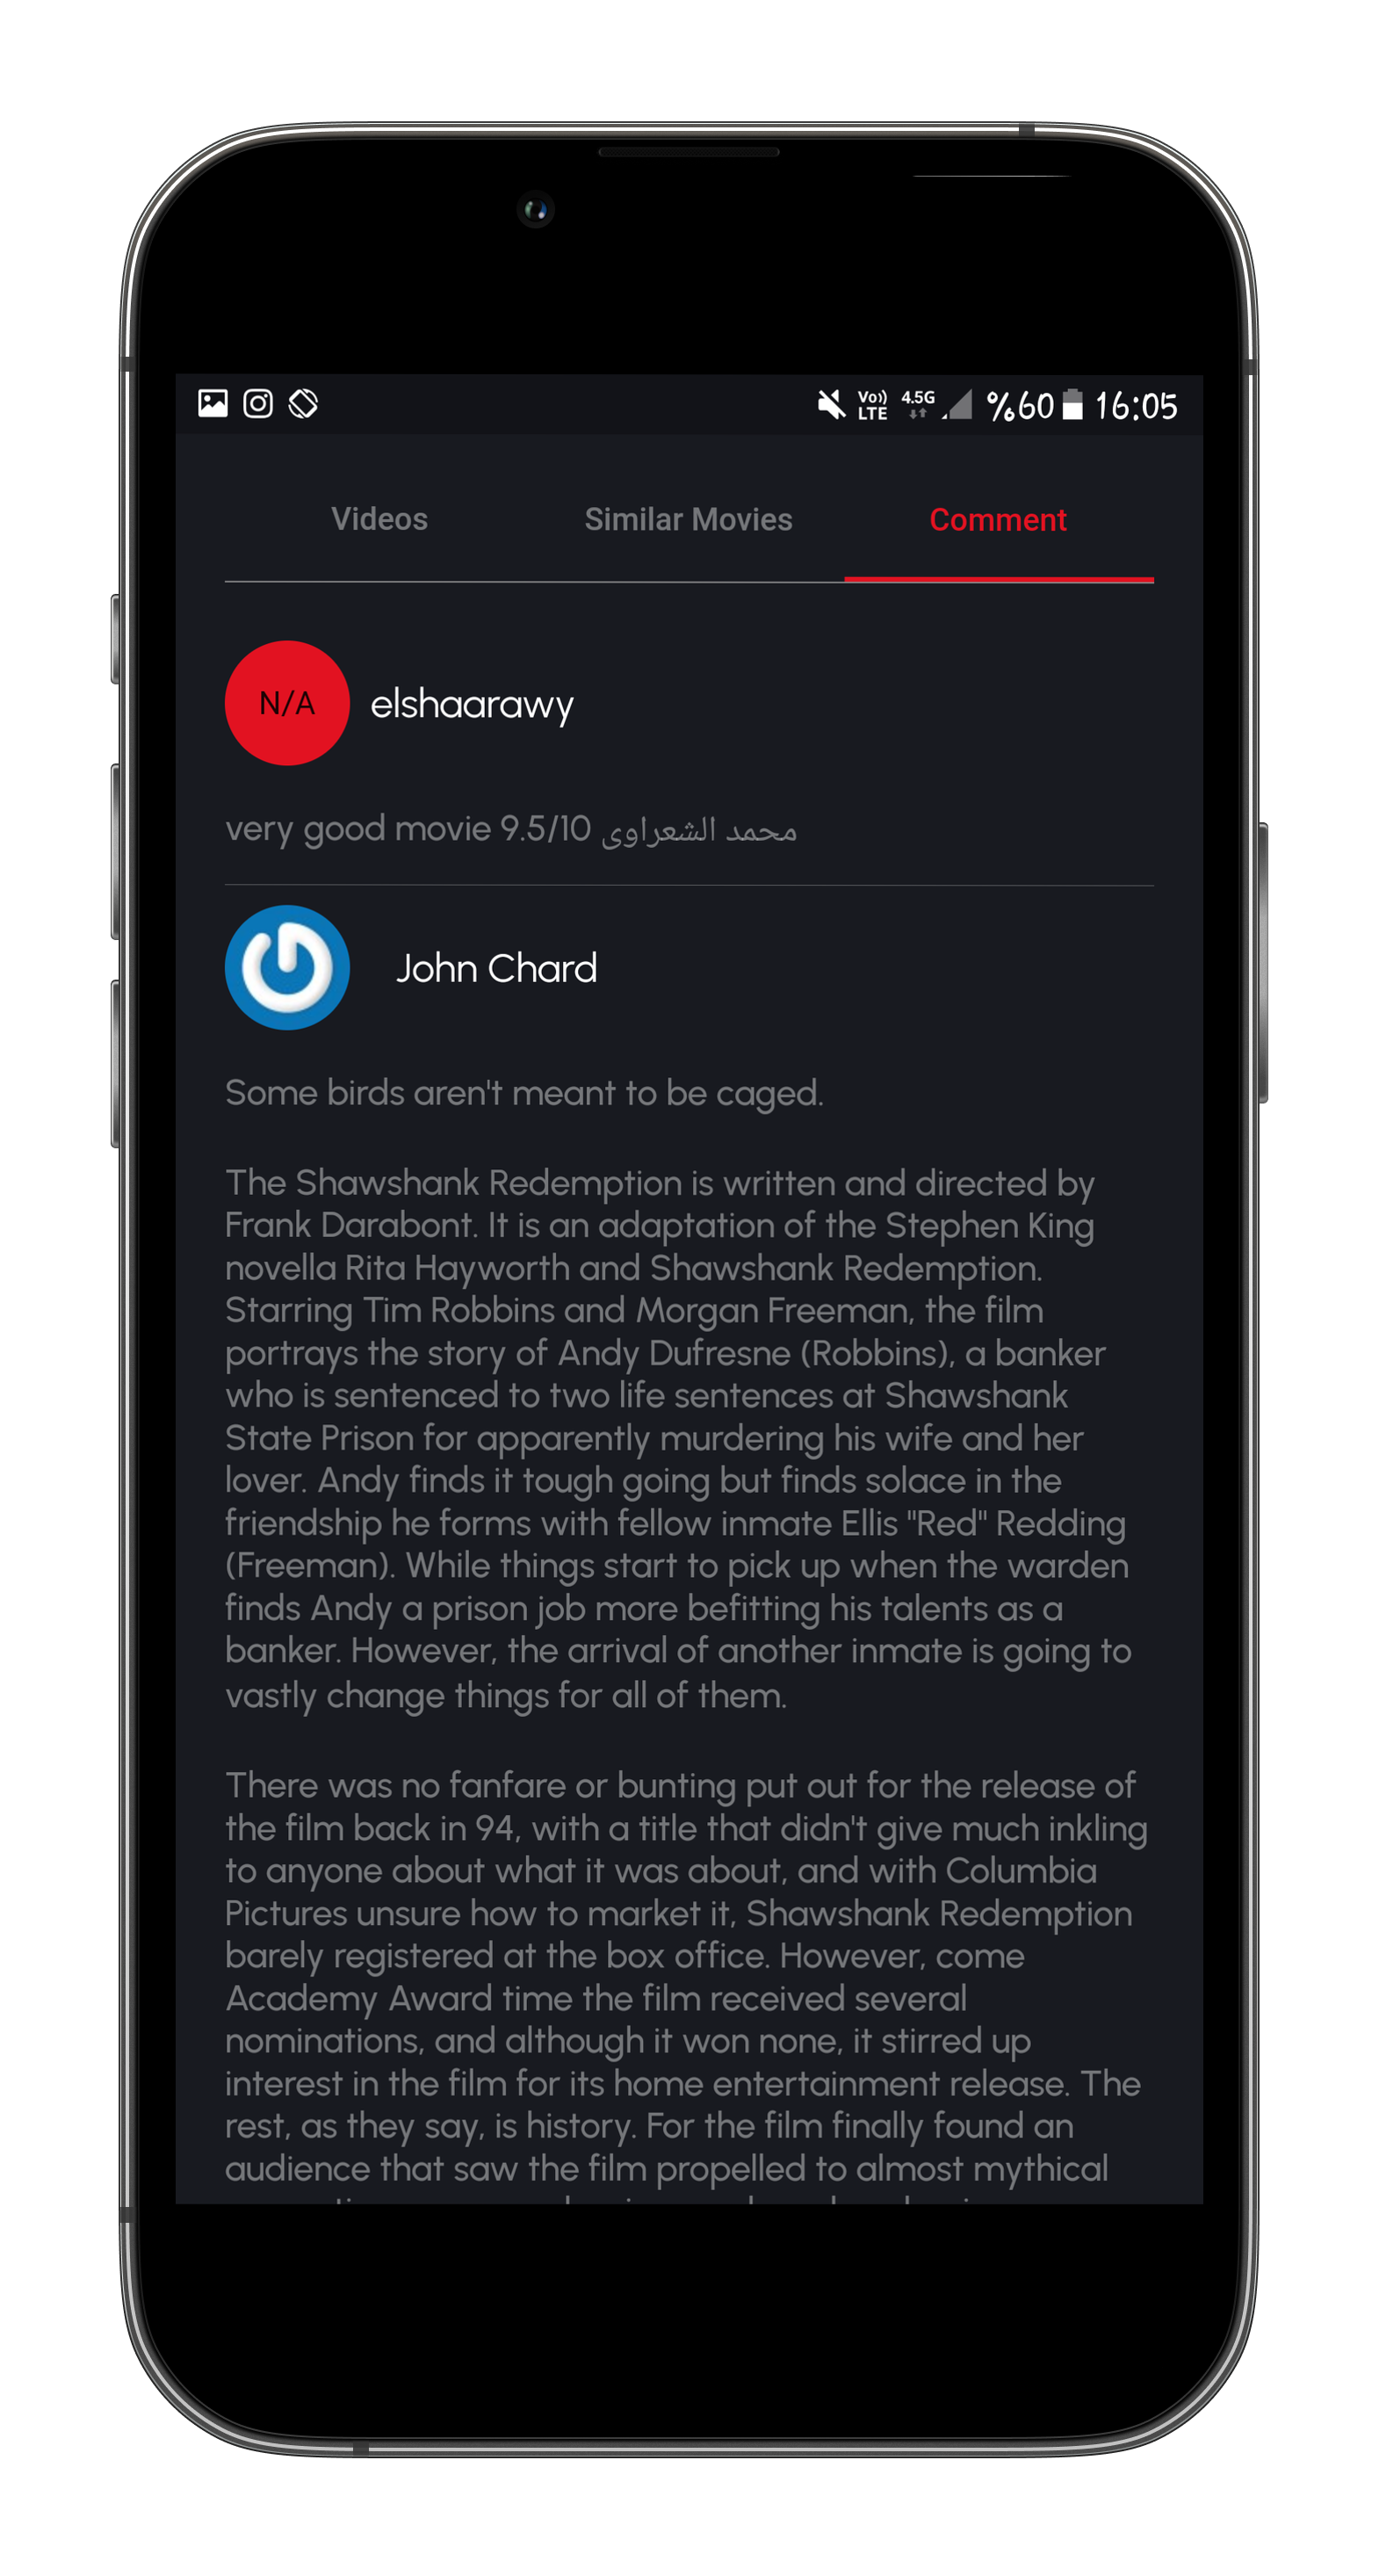 Vo)) LTE 4.5G %60 16:05
Videos Similar Movies Comment
N/A elshaarawy
very good movie 9.5/10 محمد الشعراوى
John Chard
Some birds aren't meant to be caged.
The Shawshank Redemption is written and directed by
Frank Darabont. It is an adaptation of the Stephen King
novella Rita Hayworth and Shawshank Redemption.
Starring Tim Robbins and Morgan Freeman, the film
portrays the story of Andy Dufresne (Robbins), a banker
who is sentenced to two life sentences at Shawshank
State Prison for apparently murdering his wife and her
lover. Andy finds it tough going but finds solace in the
friendship he forms with fellow inmate Ellis "Red" Redding
(Freeman). While things start to pick up when the warden
finds Andy a prison job more befitting his talents as a
banker. However, the arrival of another inmate is going to
vastly change things for all of them.
There was no fanfare or bunting put out for the release of
the film back in 94, with a title that didn't give much inkling
to anyone about what it was about, and with Columbia
Pictures unsure how to market it, Shawshank Redemption
barely registered at the box office. However, come
Academy Award time the film received several
nominations, and although it won none, it stirred up
interest in the film for its home entertainment release. The
rest, as they say, is history. For the film finally found an
audience that saw the film propelled to almost mythical